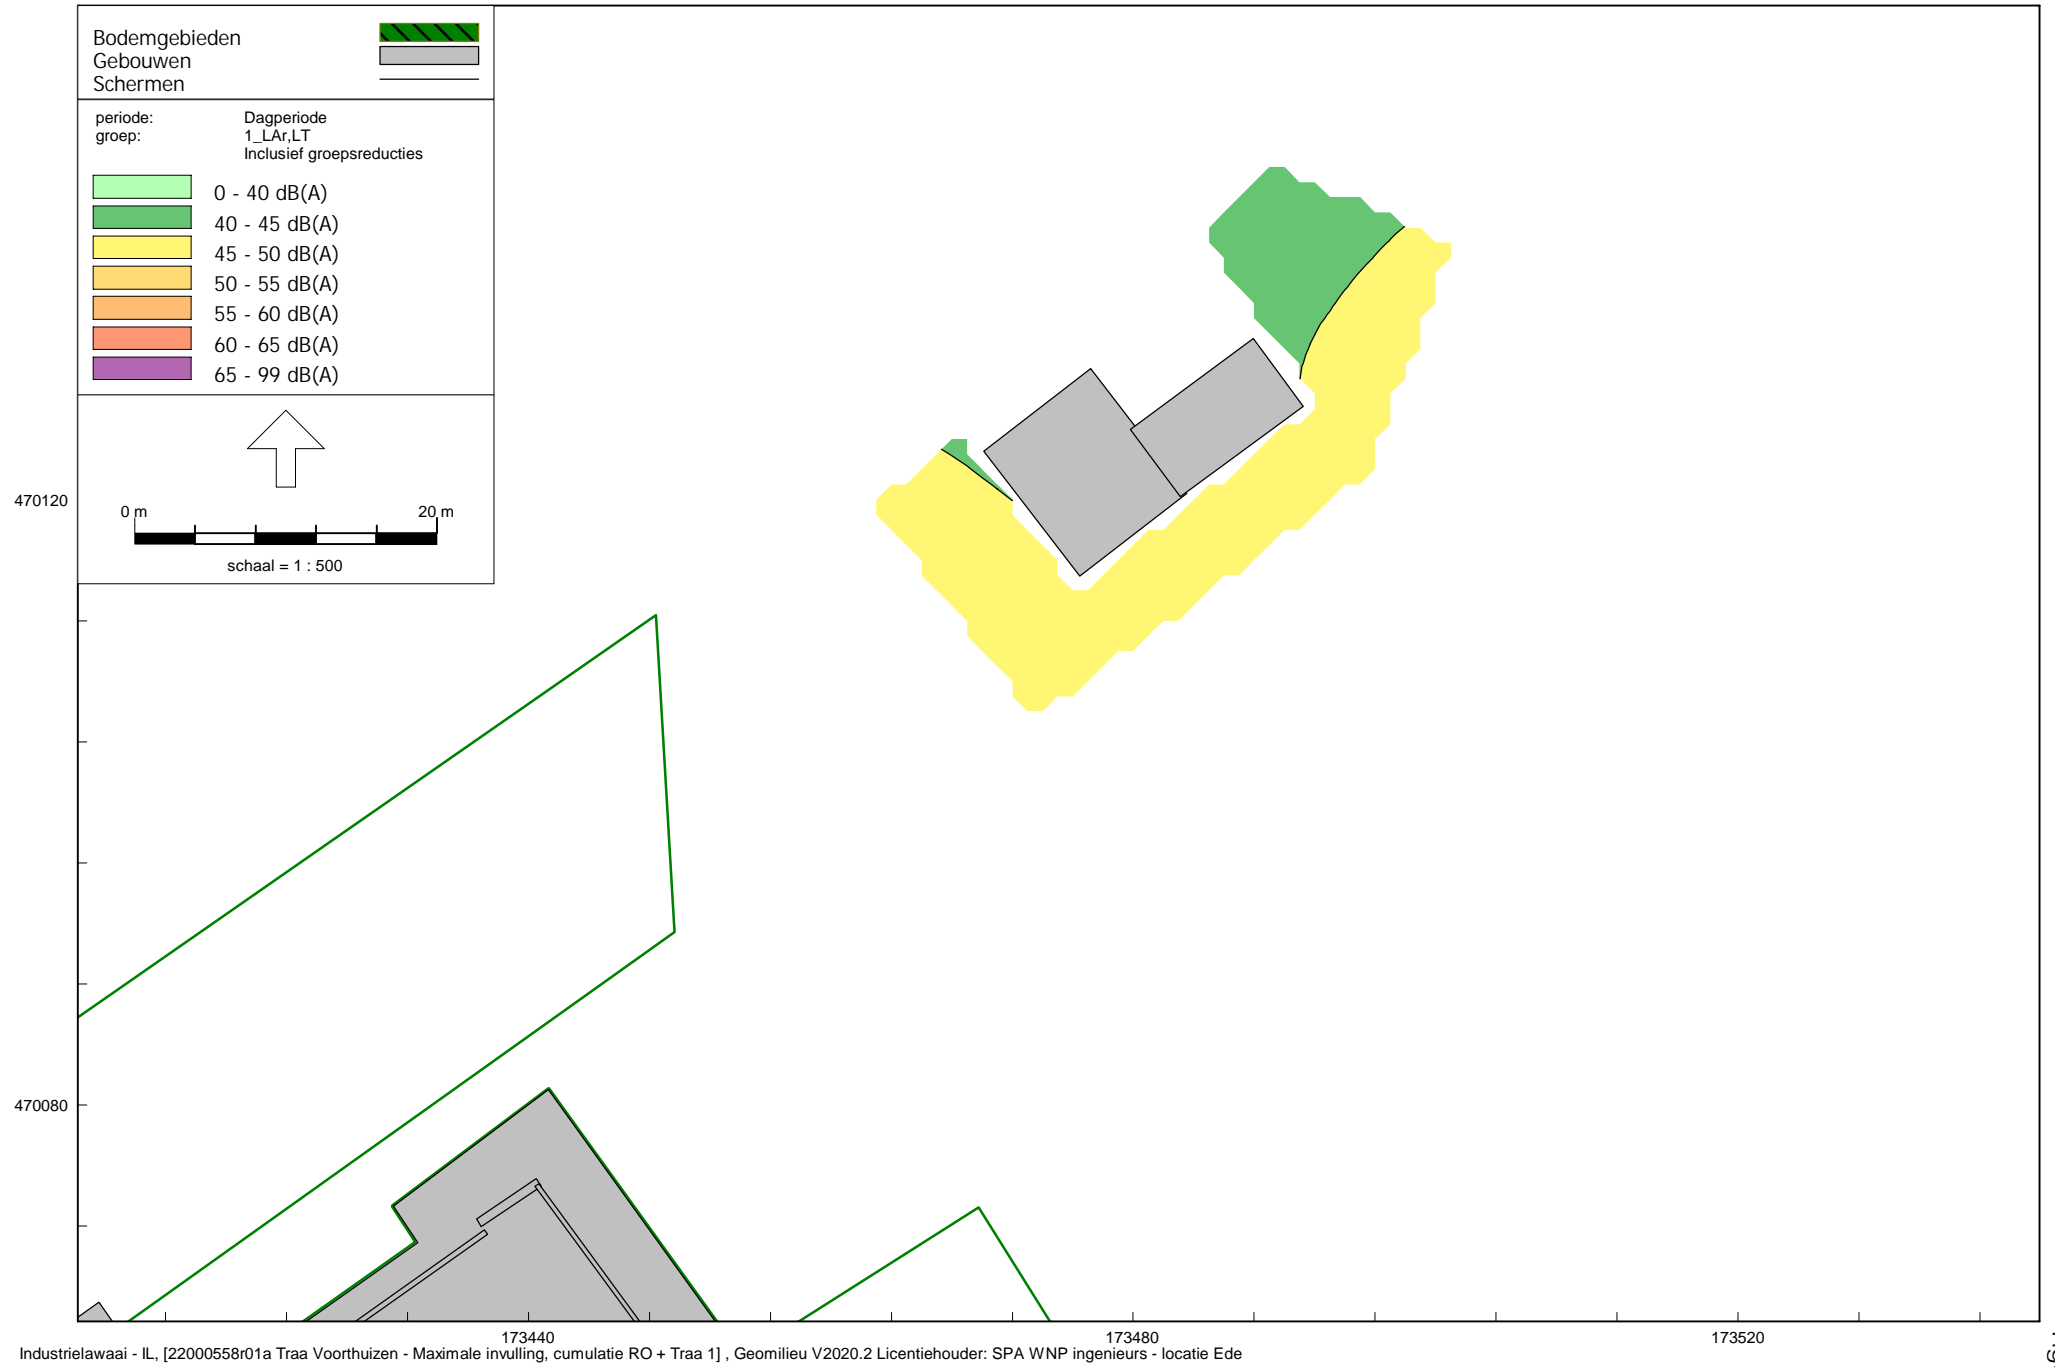 Bodemgebieden
Gebouwen
Schermen
periode: Dagperiode
groep: 1_LAr,LT
Inclusief groepsreducties
0 - 40 dB(A)
40 - 45 dB(A)
45 - 50 dB(A)
50 - 55 dB(A)
55 - 60 dB(A)
60 - 65 dB(A)
65 - 99 dB(A)
0 m 20 m
schaal = 1 : 500
470120
470080
173440 173480 173520
Industrielawaai - IL, [22000558r01a Traa Voorthuizen - Maximale invulling, cumulatie RO + Traa 1] , Geomilieu V2020.2 Licentiehouder: SPA WNP ingenieurs - locatie Ede